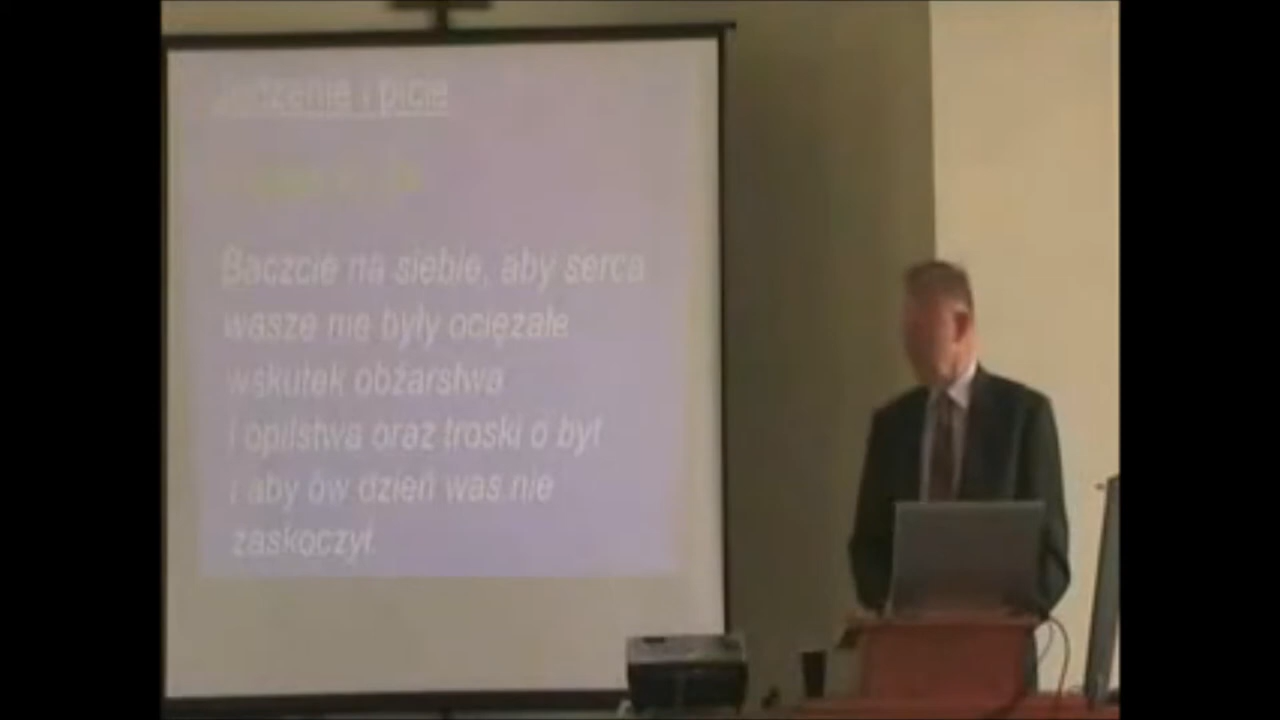 Jedzenie i picie
Baczcie na siebie, aby serca
wasze nie były ociężałe
wskutek obżarstwa
i opilstwa oraz troski o byt
i aby ów dzień was nie
zaskoczył.